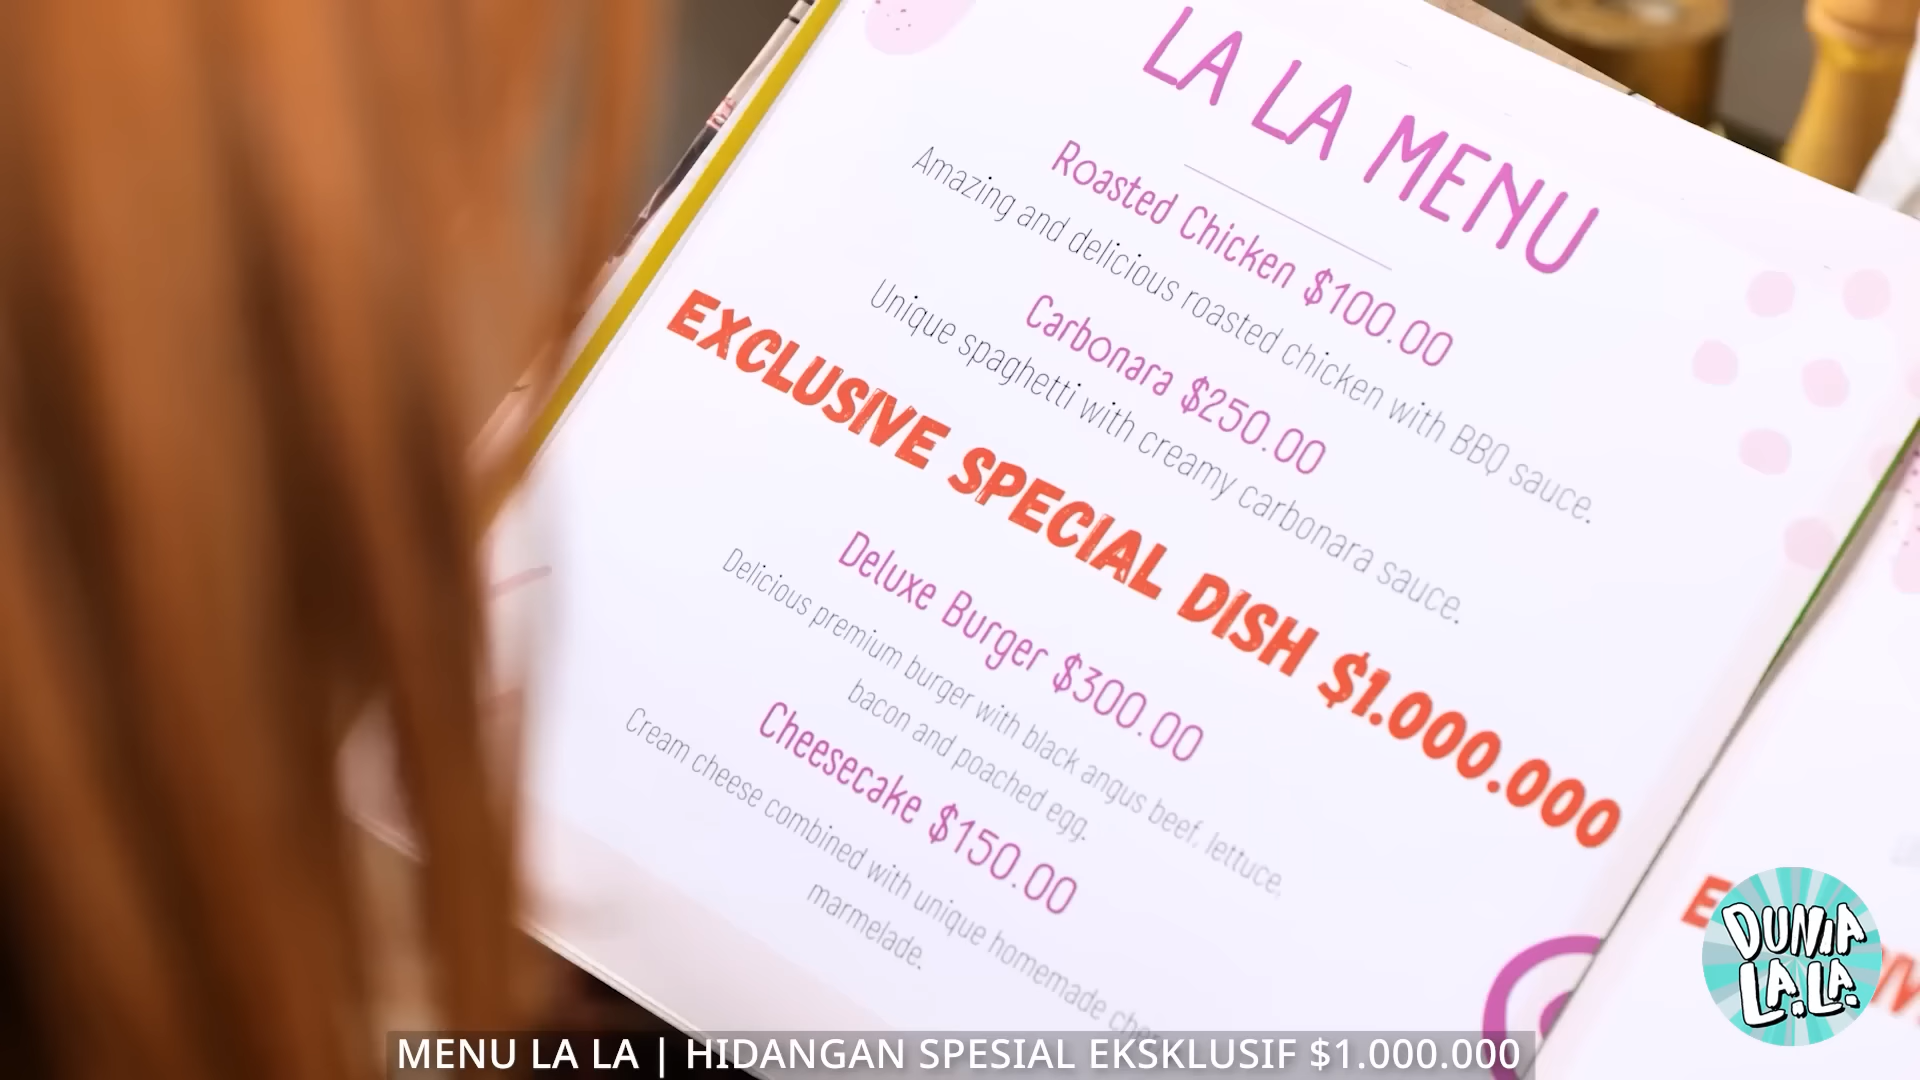 LA LA MENU
Roasted Chicken $100.00
Amazing and delicious roasted chicken with BBQ sauce.
Carbonara $250.00
Unique spaghetti with creamy carbonara sauce.
EXCLUSIVE SPECIAL DISH $1.000.000
Deluxe Burger $300.00
Delicious premium burger with black angus beef, lettuce,
bacon and poached egg.
Cheesecake $150.00
Cream cheese combined with unique homemade
marmelade.
DUNIA
LA LA
MENU LA LA | HIDANGAN SPESIAL EKSKLUSIF $1.000.000